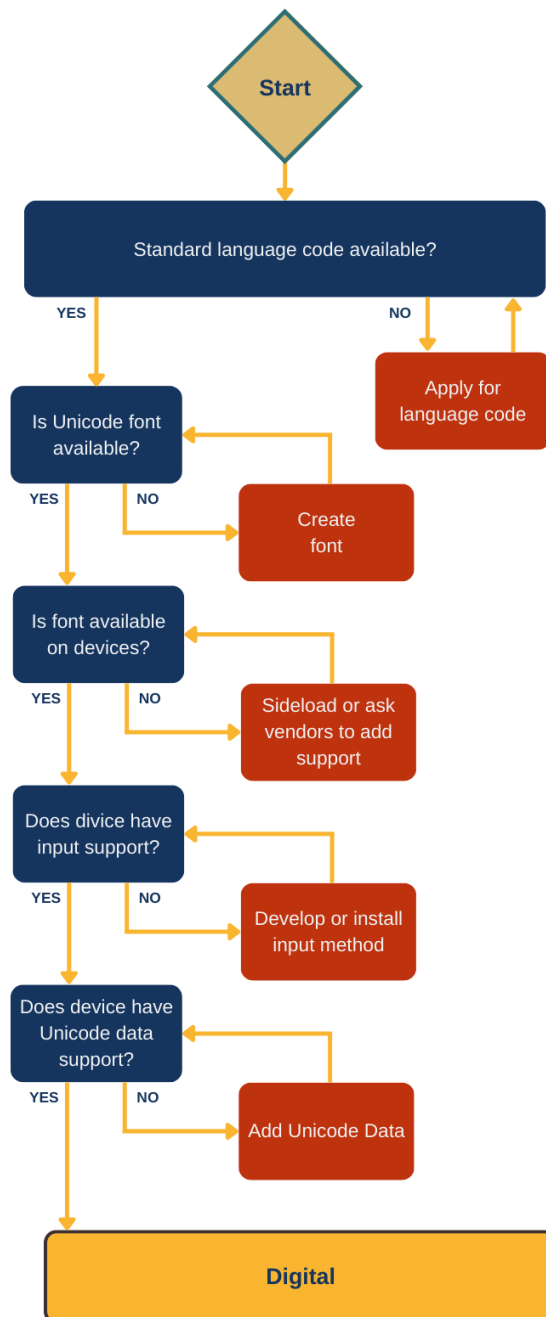 Start
Standard language code available?
YES
NO
Apply for
language code
Is Unicode font
available?
YES
NO
Create
font
Is font available
on devices?
YES
NO
Sideload or ask
vendors to add
support
Does divice have
input support?
YES
NO
Develop or install
input method
Does device have
Unicode data
support?
YES
NO
Add Unicode Data
Digital